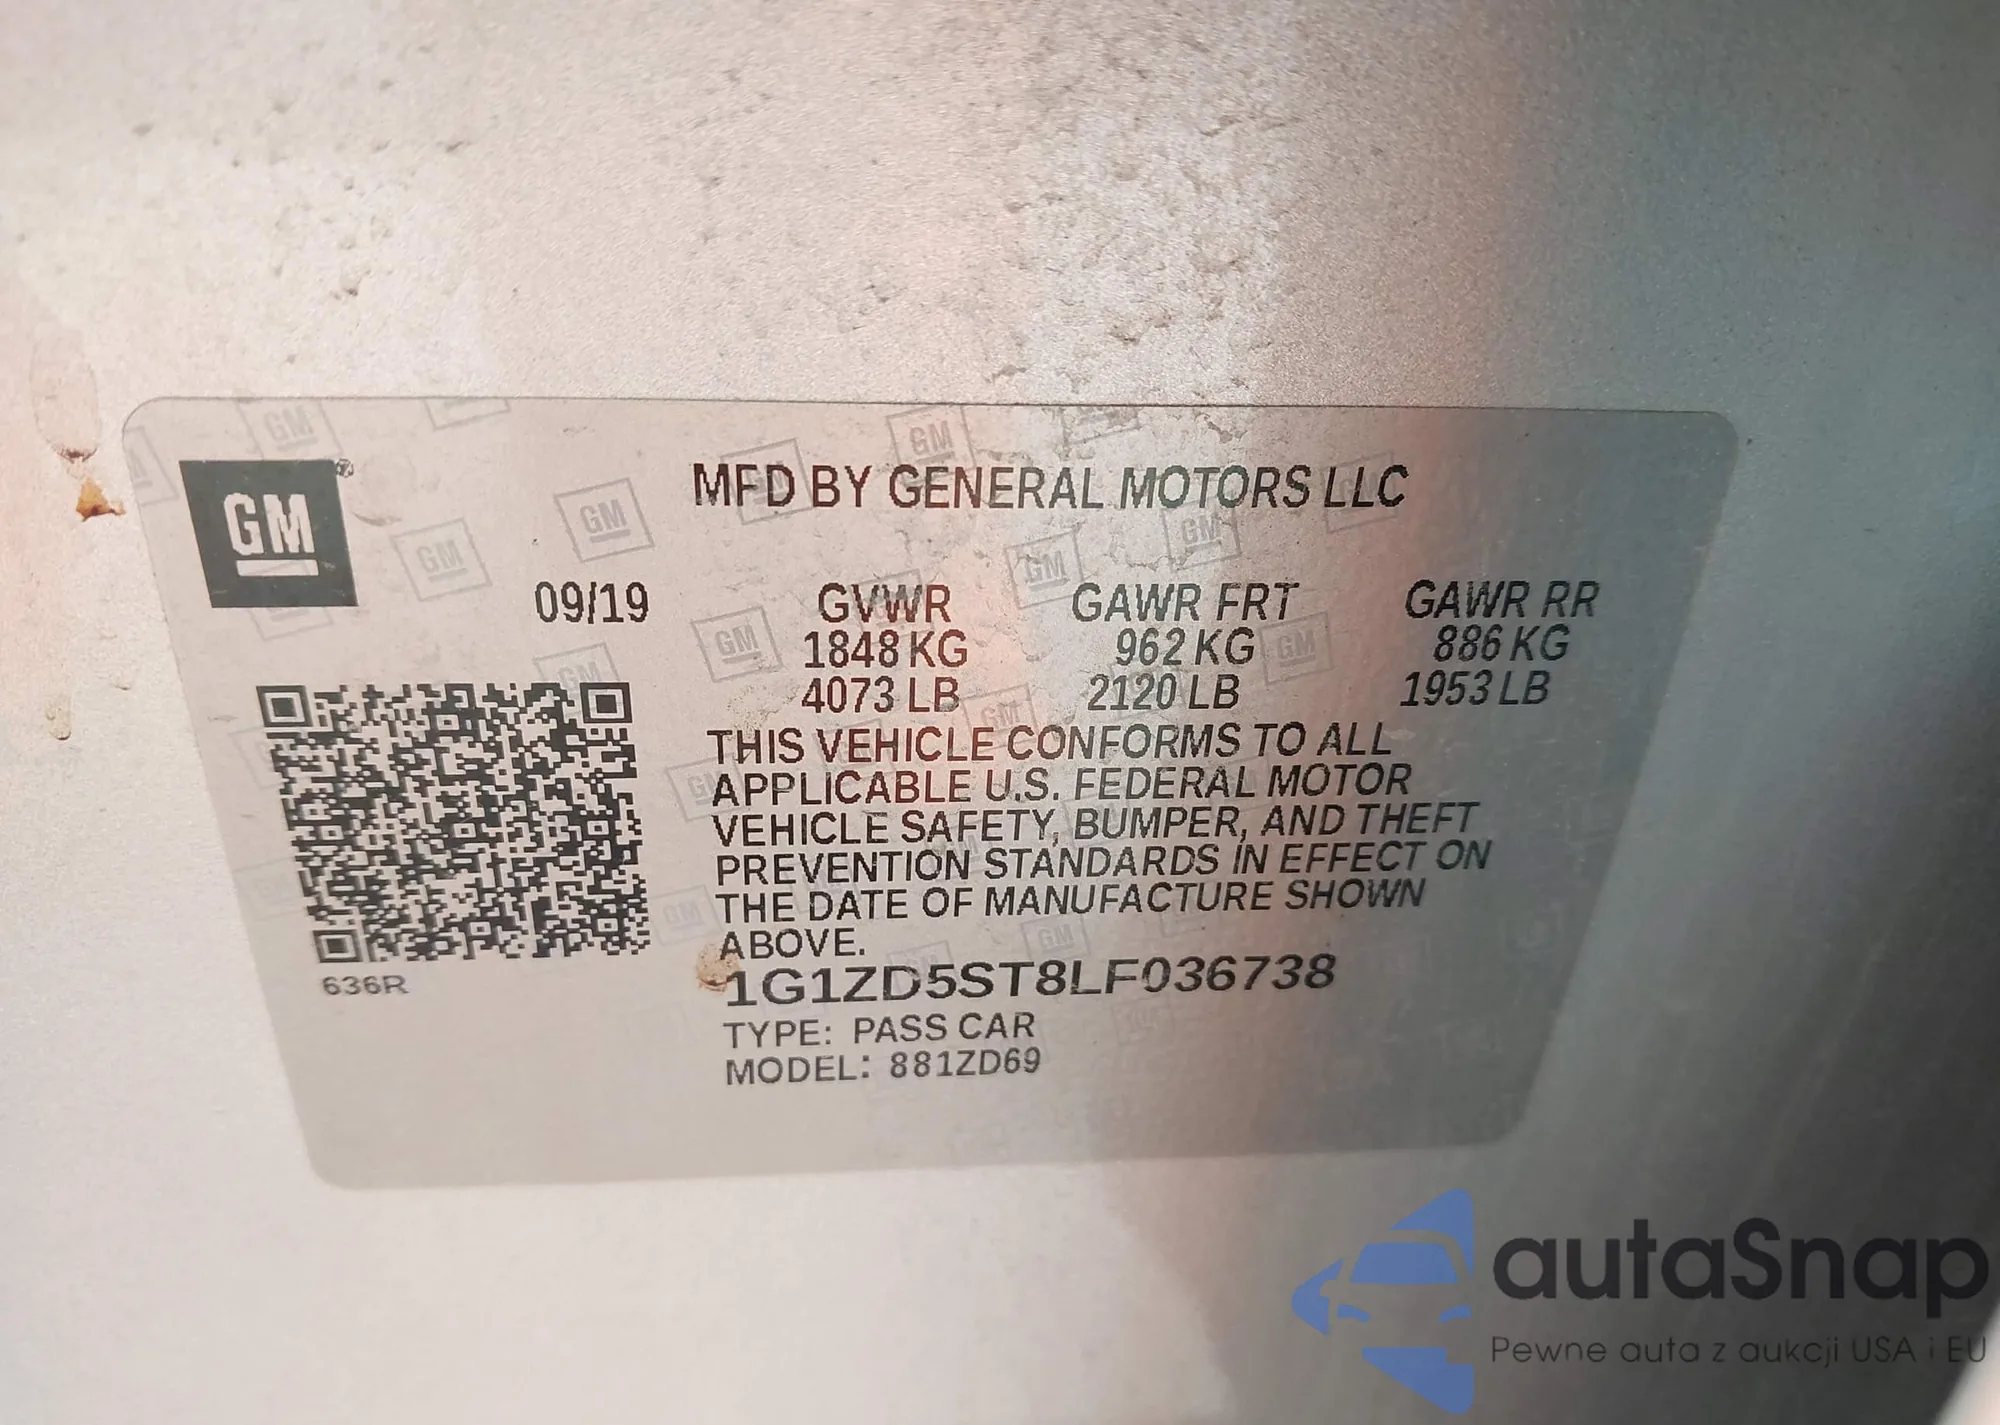 GM
MFD BY GENERAL MOTORS LLC
09/19 GVWR GAWR FRT GAWR RR
1848 KG 962 KG 886 KG
4073 LB 2120 LB 1953 LB
THIS VEHICLE CONFORMS TO ALL
APPLICABLE U.S. FEDERAL MOTOR
VEHICLE SAFETY, BUMPER, AND THEFT
PREVENTION STANDARDS IN EFFECT ON
THE DATE OF MANUFACTURE SHOWN
ABOVE.
636R
1G1ZD5ST8LF036738
TYPE: PASS CAR
MODEL: 881ZD69
autaSnap
Pewne auta z aukcji USA i EU